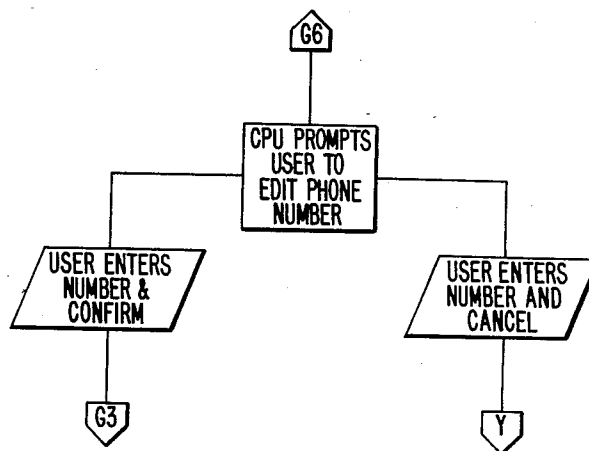 G6
CPU PROMPTS
USER TO
EDIT PHONE
NUMBER
USER ENTERS
NUMBER &
CONFIRM
USER ENTERS
NUMBER AND
CANCEL
G3
Y